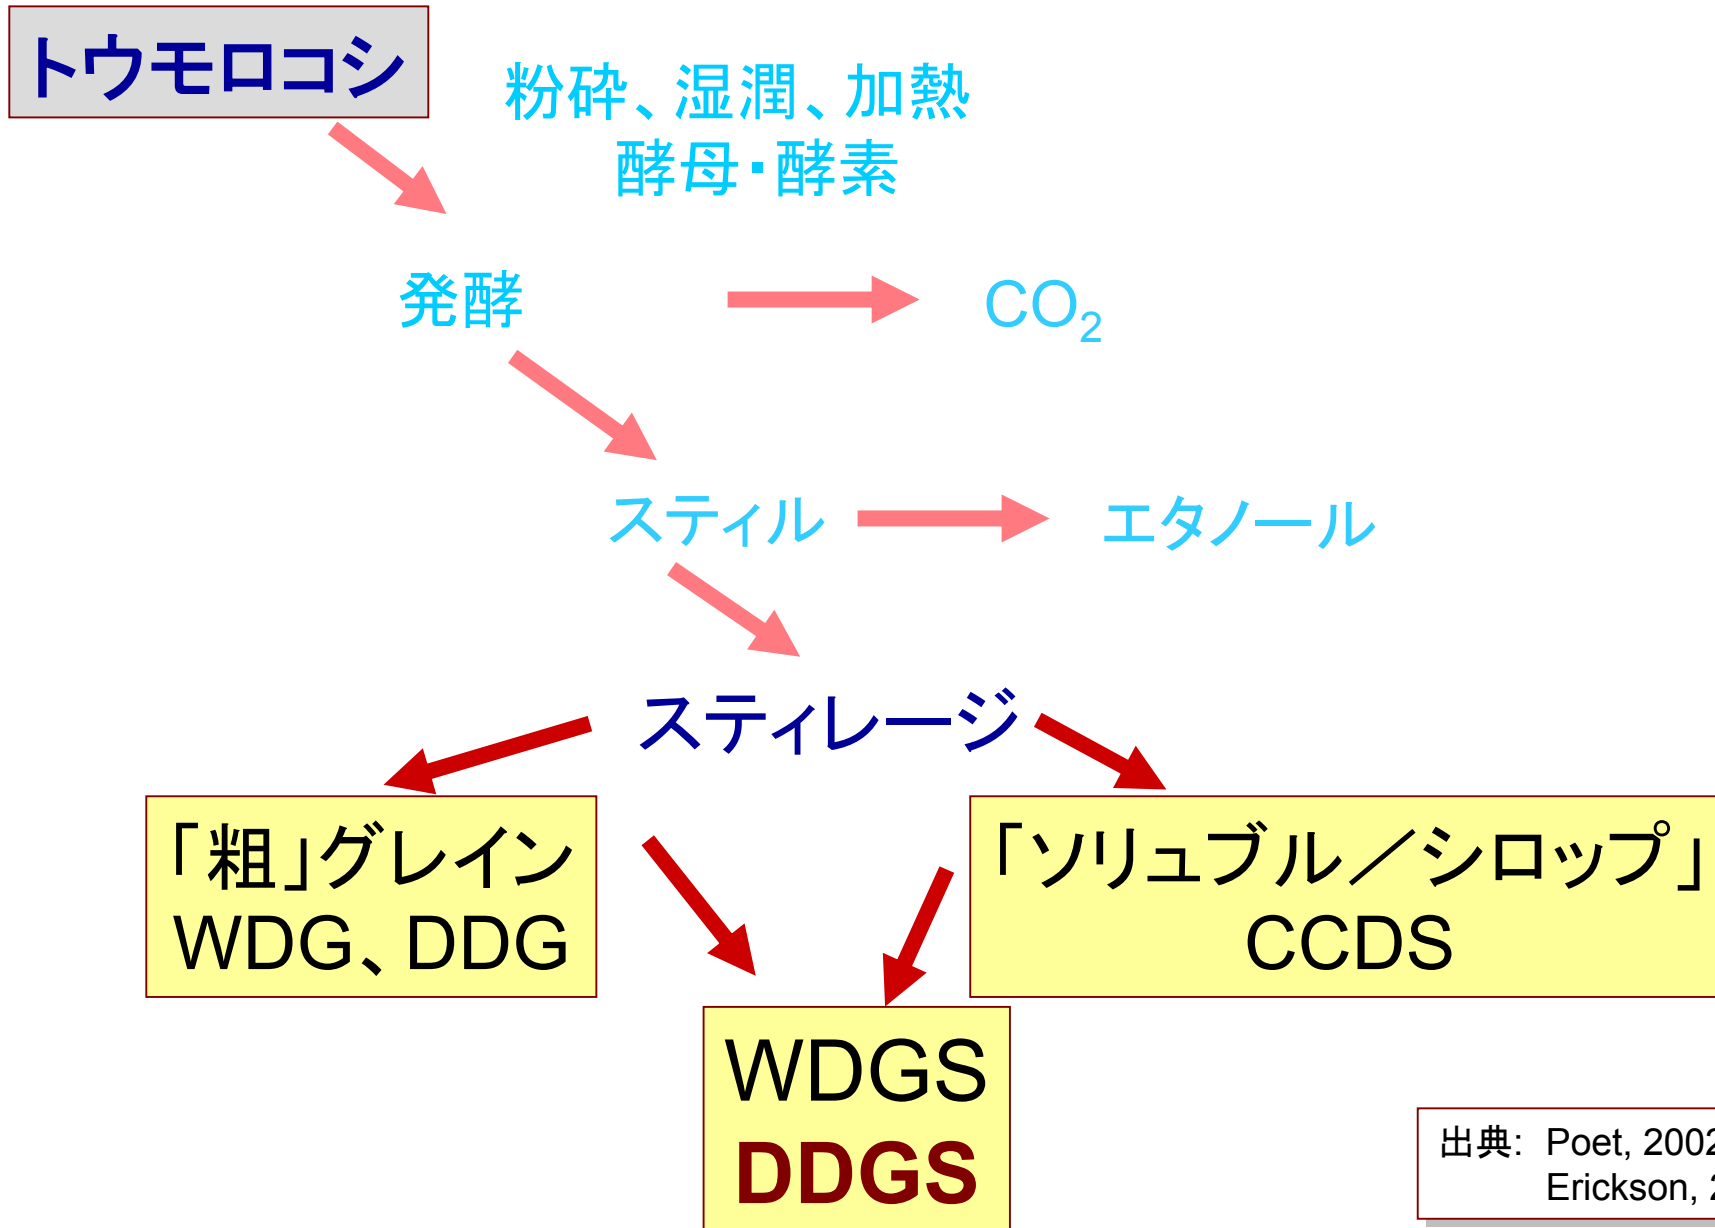 トウモロコシ
粉砕、湿潤、加熱
酵母・酵素
発酵
CO₂
スティル
エタノール
スティレージ
「粗」グレイン
WDG、DDG
「ソリュブル／シロップ」
CCDS
WDGS
DDGS
出典: Poet, 2002
Erickson,